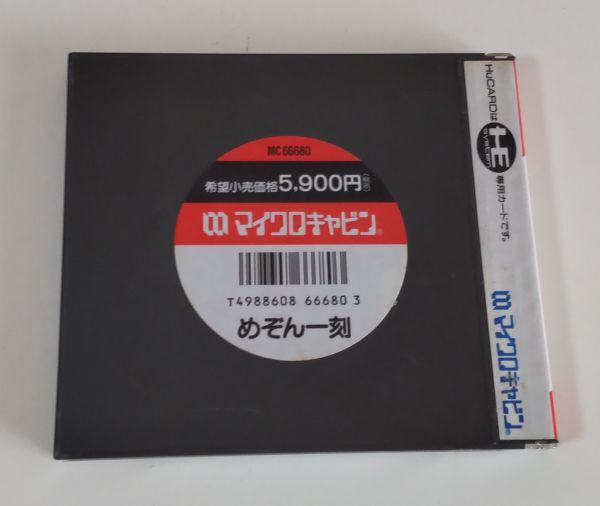 MC 66680
希望小売価格5,900円(税別)
マイクロキャビン®
T4988608 66680 3
めぞん一刻
HuCARDは HE system 専用カードです。
マイクロキャビン®